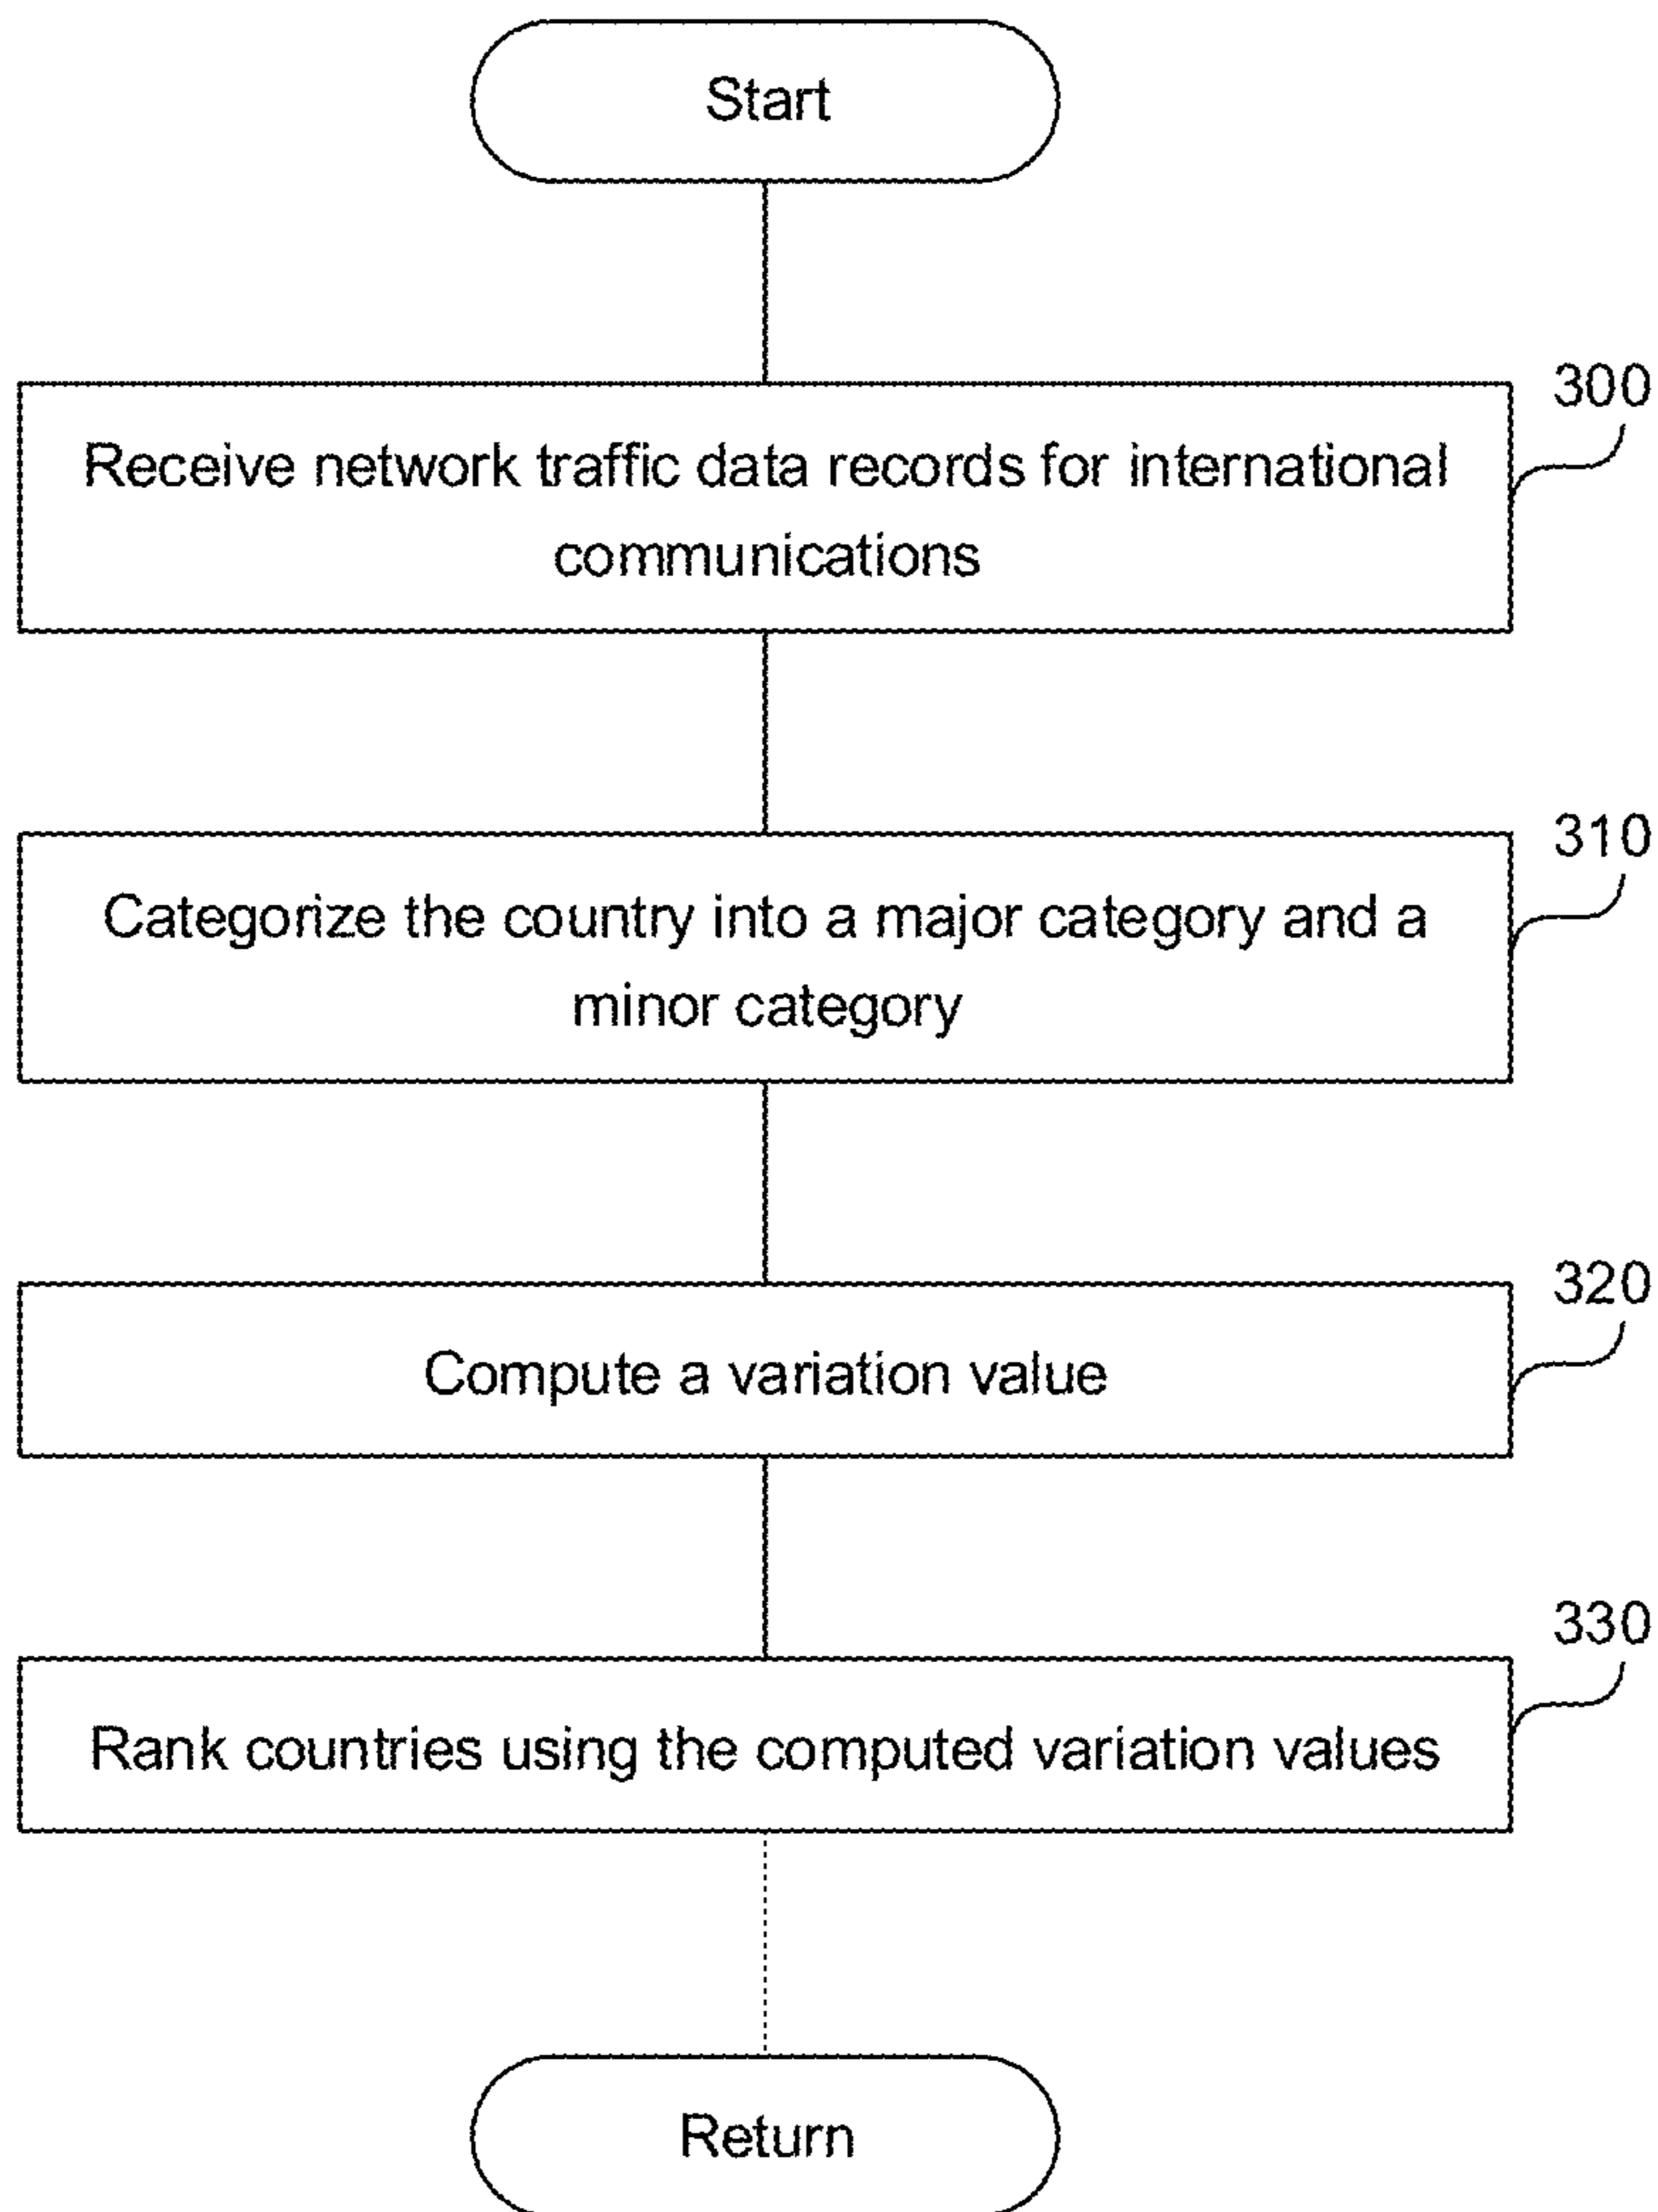 Start
300
Receive network traffic data records for international
communications
310
Categorize the country into a major category and a
minor category
320
Compute a variation value
330
Rank countries using the computed variation values
Return